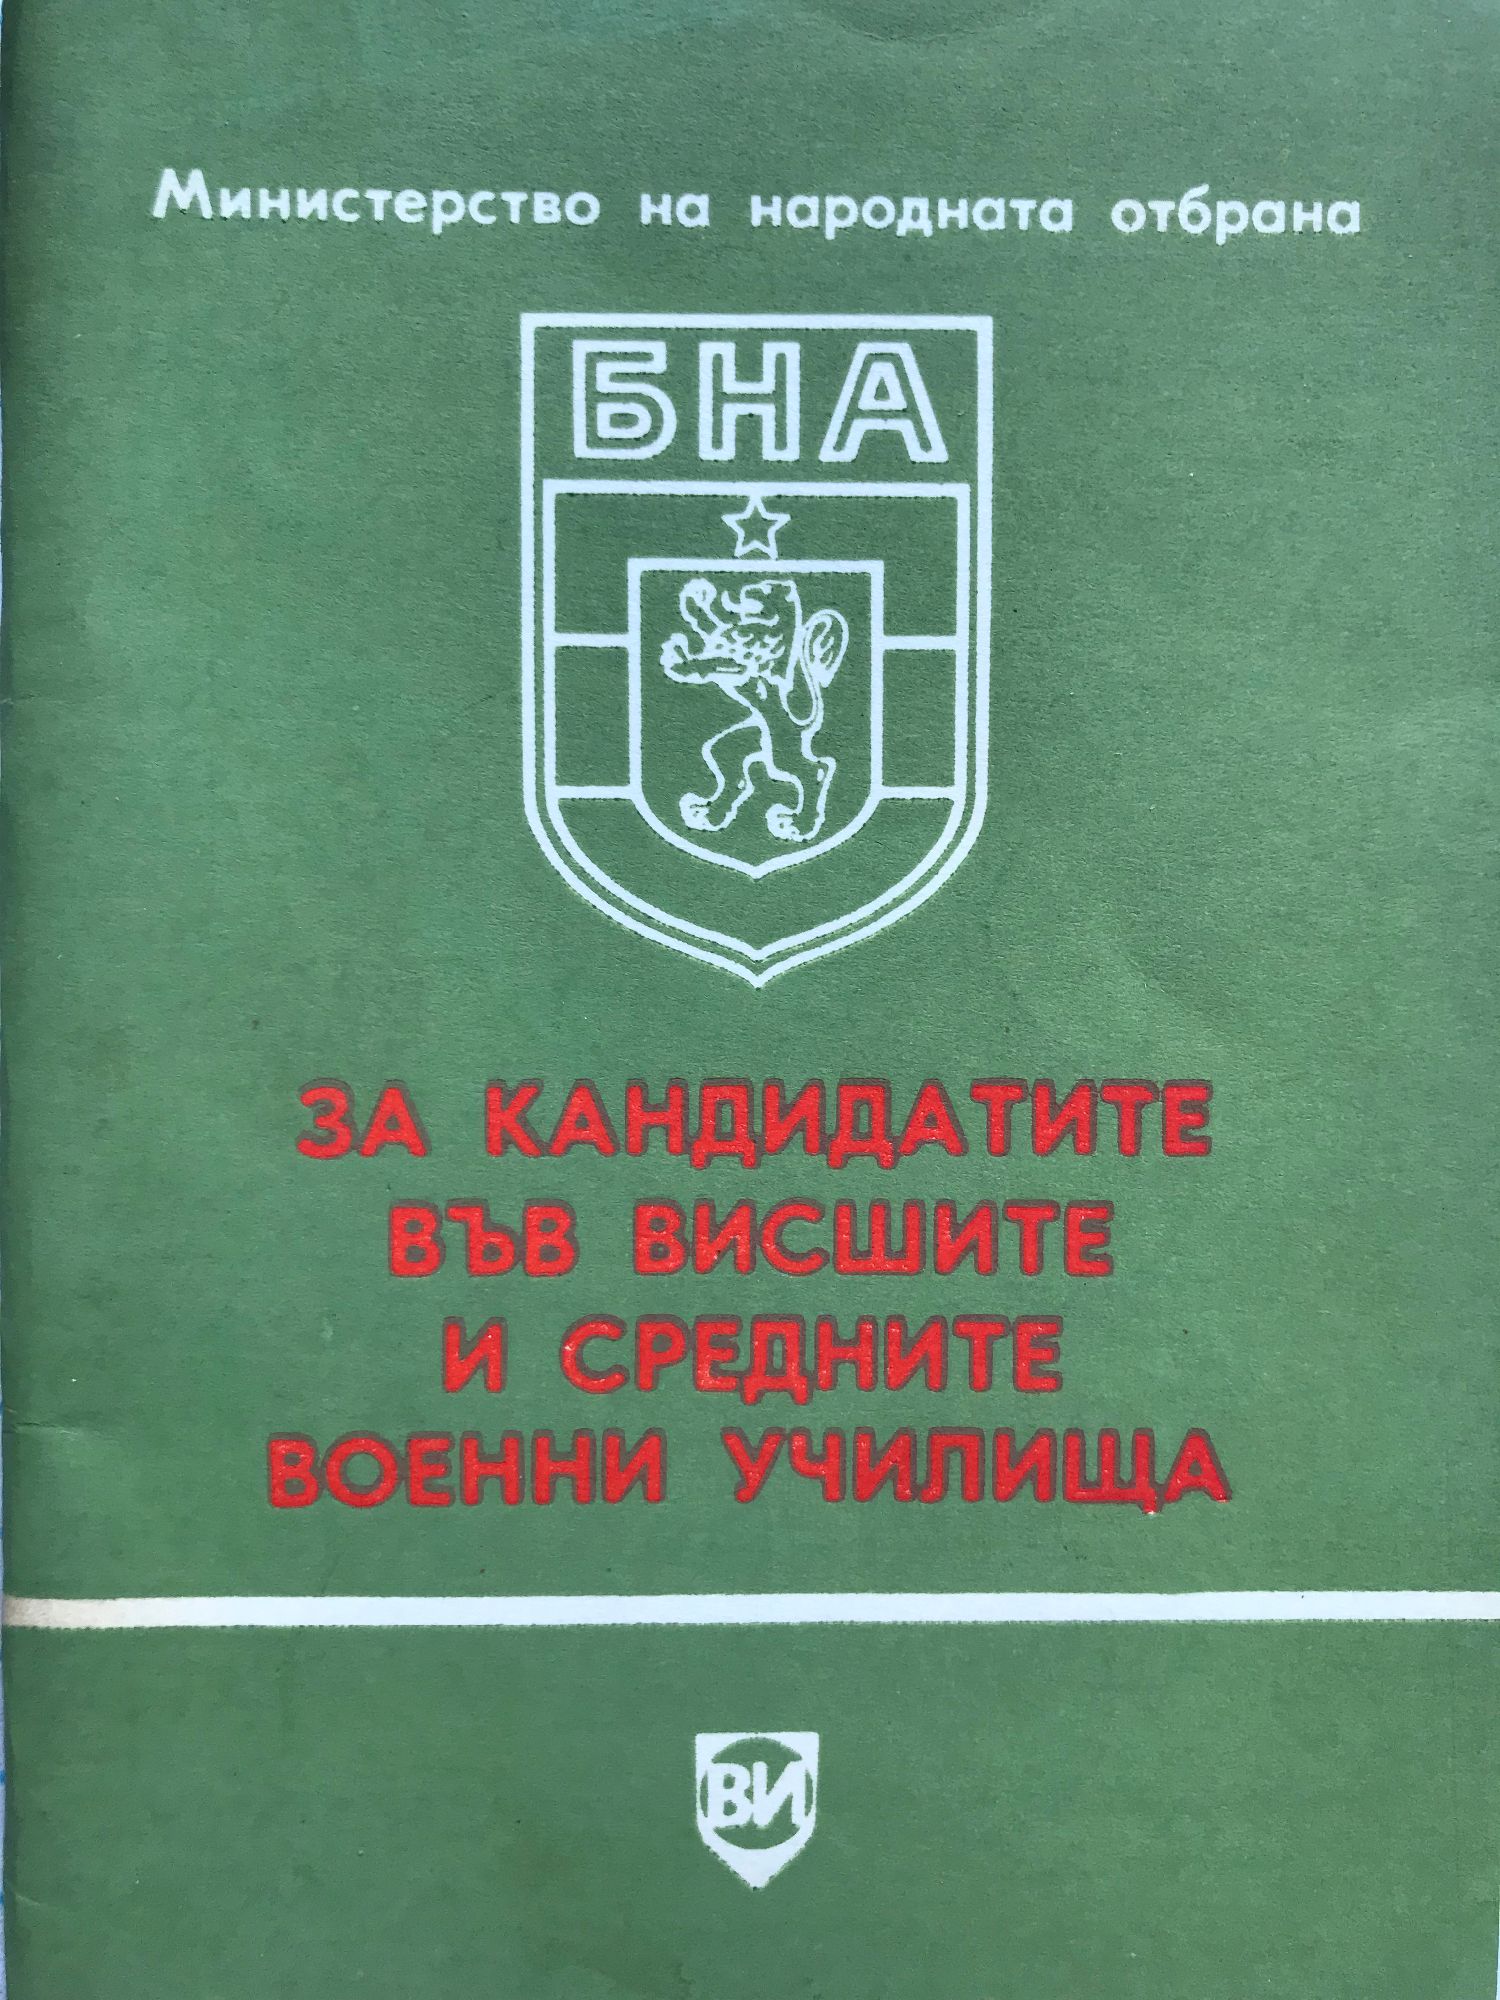 Министерство на народната отбрана
БНА
ЗА КАНДИДАТИТЕ
ВЪВ ВИСШИТЕ
И СРЕДНИТЕ
ВОЕННИ УЧИЛИЩА
ВИ